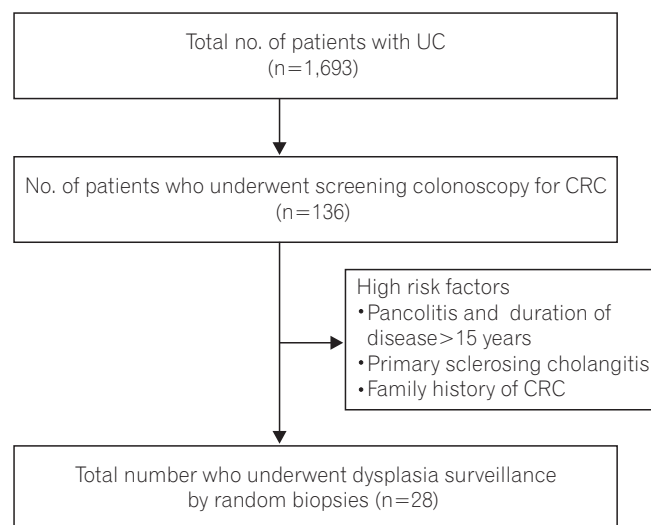 Total no. of patients with UC
(n=1,693)
No. of patients who underwent screening colonoscopy for CRC
(n=136)
High risk factors
•Pancolitis and duration of
disease>15 years
•Primary sclerosing cholangitis
•Family history of CRC
Total number who underwent dysplasia surveillance
by random biopsies (n=28)